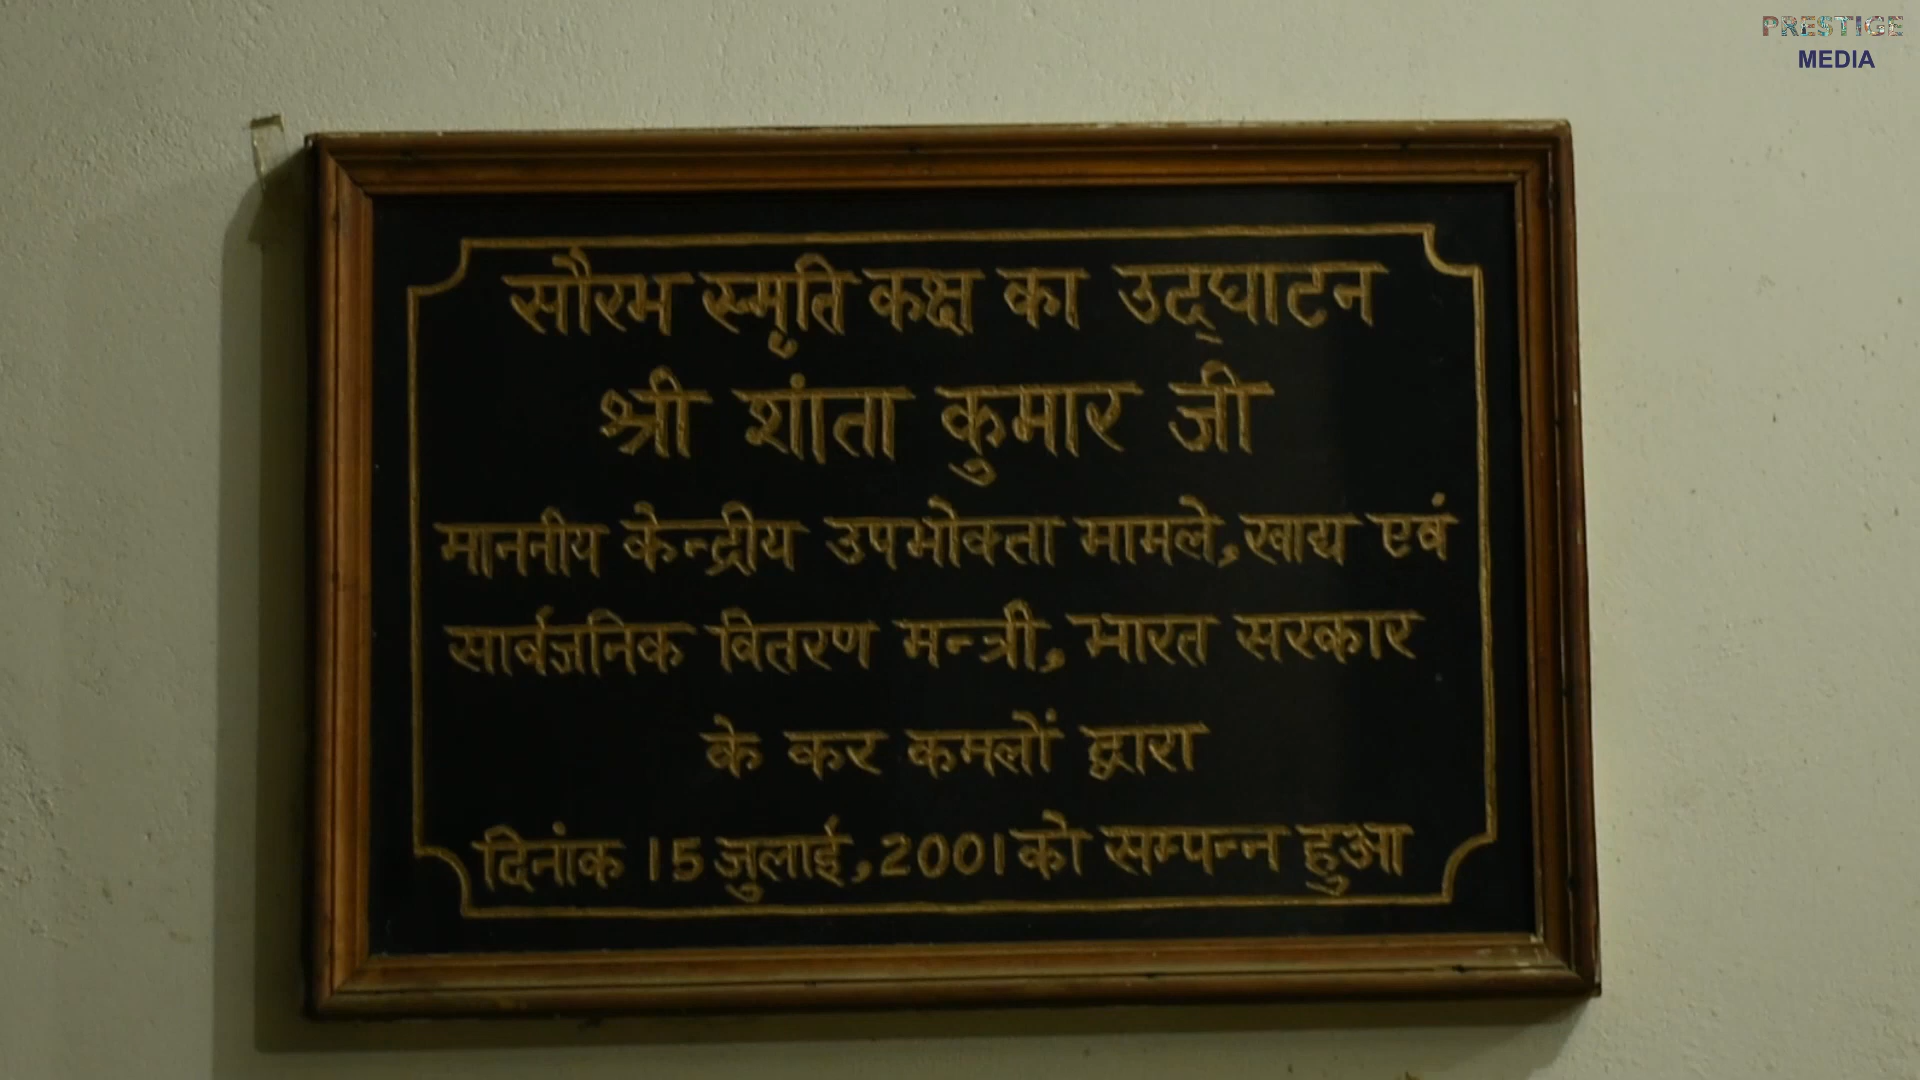 PRESTIGE
MEDIA
सौरभ स्मृति कक्ष का उद्‌घाटन
श्री शांता कुमार जी
माननीय केन्द्रीय उपभोक्ता मामले, खाद्य एवं
सार्वजनिक वितरण मन्त्री, भारत सरकार
के कर कमलों द्वारा
दिनांक 15 जुलाई, 2001 को सम्पन्न हुआ